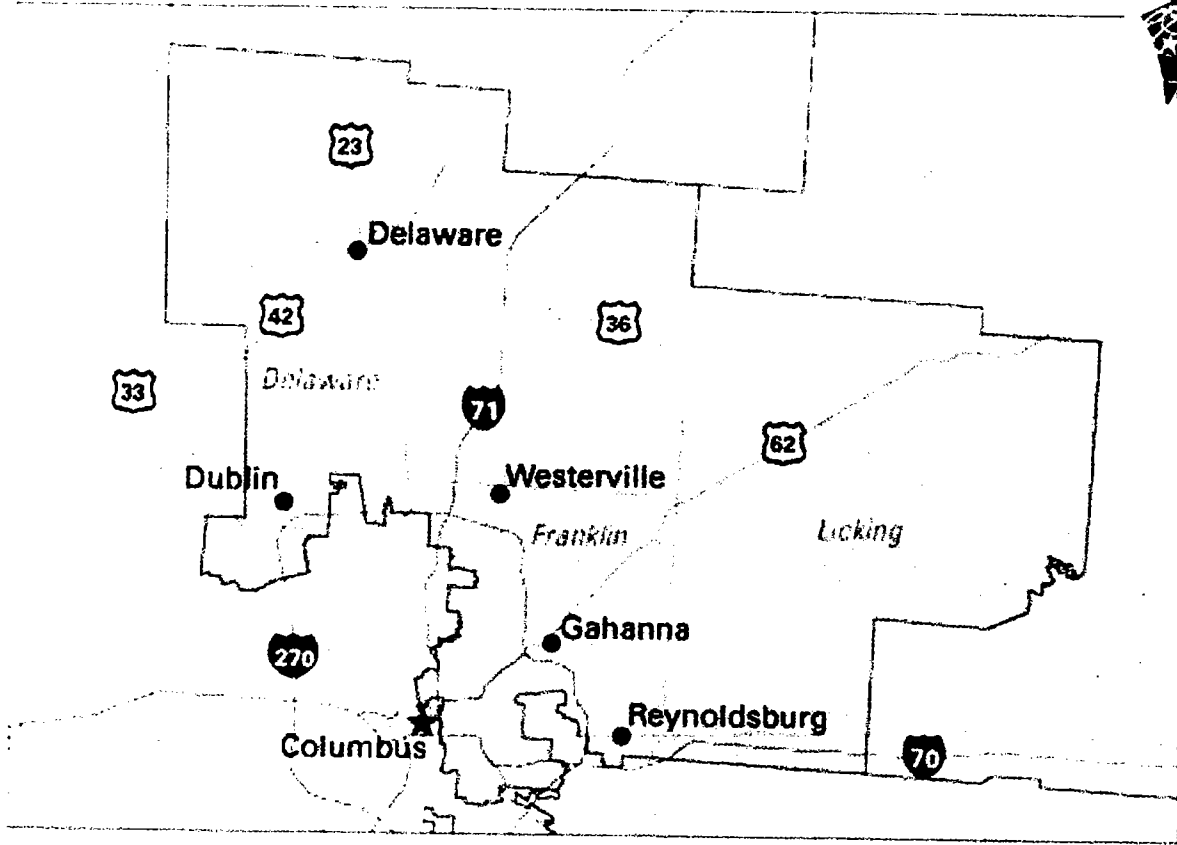 23
Delaware
42
36
33
Delaware
71
62
Dublin
Westerville
Franklin
Licking
Gahanna
270
Reynoldsburg
Columbus
70